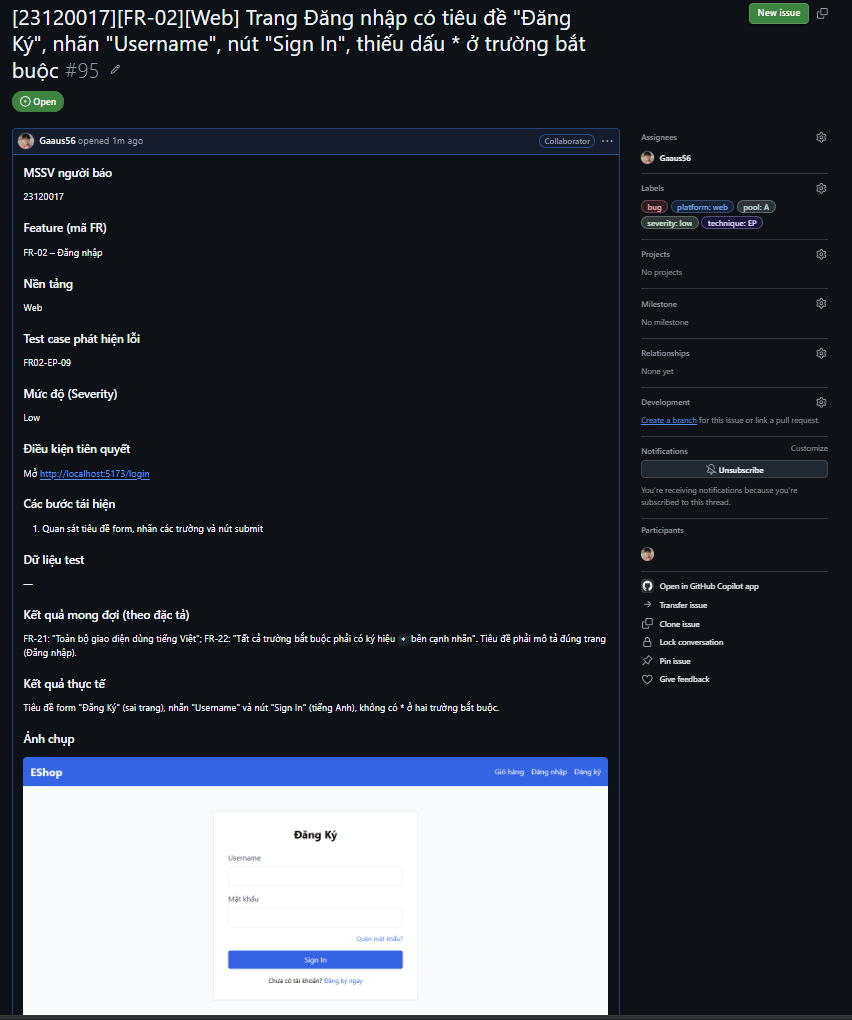 [23120017][FR-02][Web] Trang Đăng nhập có tiêu đề "Đăng
Ký", nhãn "Username", nút "Sign In", thiếu dấu * ở trường bắt
buộc #95
New issue
Open
Gaaus56 opened 1m ago
Collaborator
MSSV người báo
23120017
Feature (mã FR)
FR-02 – Đăng nhập
Nền tảng
Web
Test case phát hiện lỗi
FR02-EP-09
Mức độ (Severity)
Low
Điều kiện tiên quyết
Mở http://localhost:5173/login
Các bước tái hiện
1. Quan sát tiêu đề form, nhãn các trường và nút submit
Dữ liệu test
—
Kết quả mong đợi (theo đặc tả)
FR-21: "Toàn bộ giao diện dùng tiếng Việt"; FR-22: "Tất cả trường bắt buộc phải có ký hiệu * bên cạnh nhãn". Tiêu đề phải mô tả đúng trang
(Đăng nhập).
Kết quả thực tế
Tiêu đề form "Đăng Ký" (sai trang), nhãn "Username" và nút "Sign In" (tiếng Anh), không có * ở hai trường bắt buộc.
Ảnh chụp
EShop
Giỏ hàng Đăng nhập Đăng ký
Đăng Ký
Username
Mật khẩu
Quên mật khẩu?
Sign In
Chưa có tài khoản? Đăng ký ngay
Assignees
Gaaus56
Labels
bug platform: web pool: A
severity: low technique: EP
Projects
No projects
Milestone
No milestone
Relationships
None yet
Development
Create a branch for this issue or link a pull request.
Notifications
Customize
Unsubscribe
You're receiving notifications because you're
subscribed to this thread.
Participants
Open in GitHub Copilot app
Transfer issue
Clone issue
Lock conversation
Pin issue
Give feedback